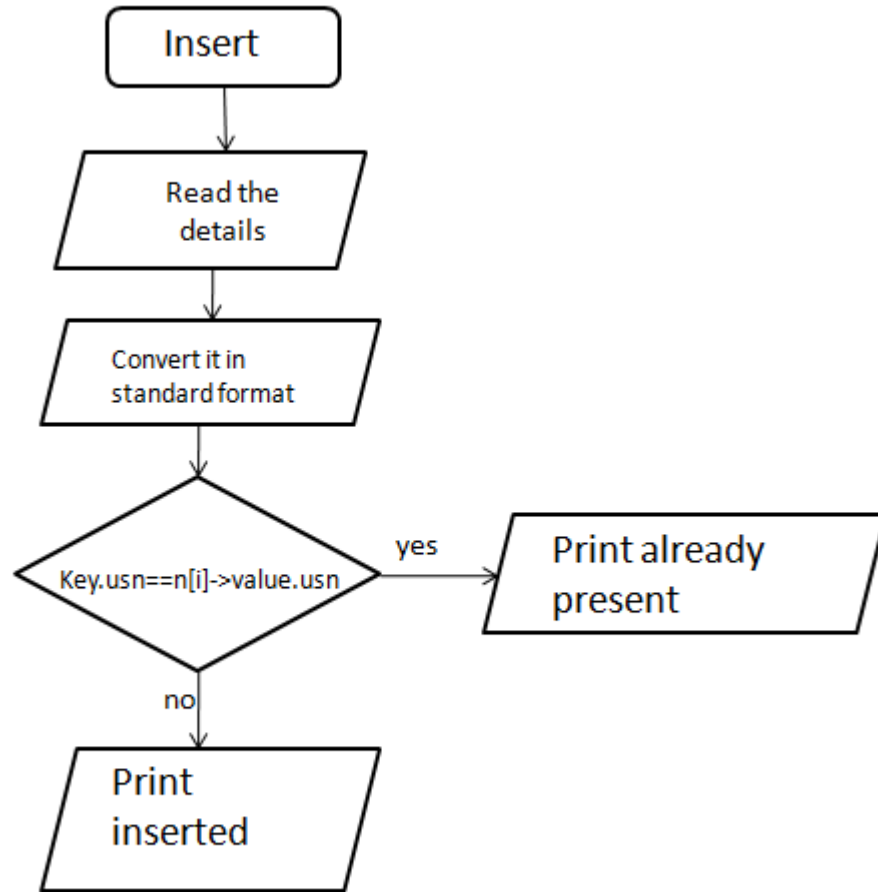 Insert
Read the
details
Convert it in
standard format
Key.usn==n[i]->value.usn
yes
Print already
present
no
Print
inserted